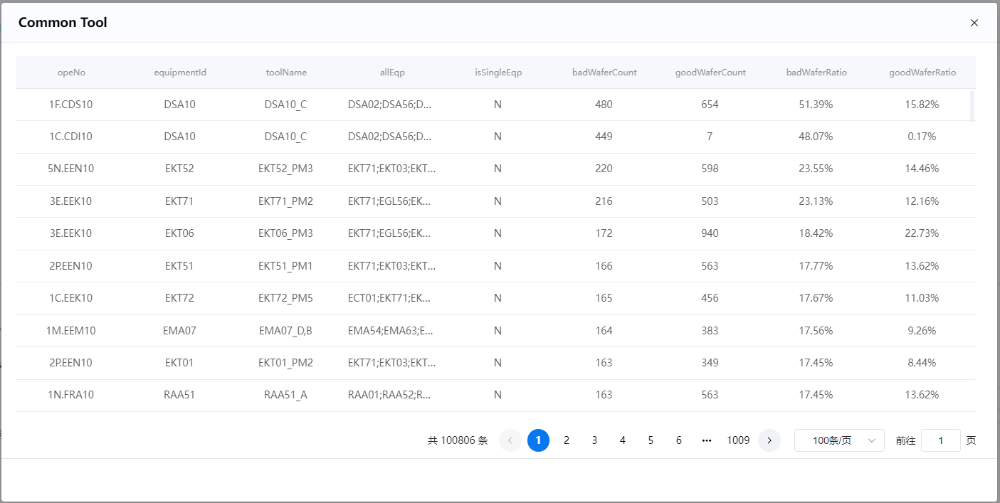 Common Tool
opeNo equipmentId toolName allEqp isSingleEqp badWaferCount goodWaferCount badWaferRatio goodWaferRatio
1F.CDS10 DSA10 DSA10_C DSA02;DSA56;D... N 480 654 51.39% 15.82%
1C.CDI10 DSA10 DSA10_C DSA02;DSA56;D... N 449 7 48.07% 0.17%
5N.EEN10 EKT52 EKT52_PM3 EKT71;EKT03;EKT... N 220 598 23.55% 14.46%
3E.EEK10 EKT71 EKT71_PM2 EKT71;EGL56;EK... N 216 503 23.13% 12.16%
3E.EEK10 EKT06 EKT06_PM3 EKT71;EGL56;EK... N 172 940 18.42% 22.73%
2P.EEN10 EKT51 EKT51_PM1 EKT71;EKT03;EKT... N 166 563 17.77% 13.62%
1C.EEK10 EKT72 EKT72_PM5 ECT01;EKT71;EK... N 165 456 17.67% 11.03%
1M.EEM10 EMA07 EMA07_D,B EMA54;EMA63;E... N 164 383 17.56% 9.26%
2P.EEN10 EKT01 EKT01_PM2 EKT71;EKT03;EKT... N 163 349 17.45% 8.44%
1N.FRA10 RAA51 RAA51_A RAA01;RAA52;R... N 163 563 17.45% 13.62%
共 100806 条 1 2 3 4 5 6 ••• 1009 100条/页 前往 1 页